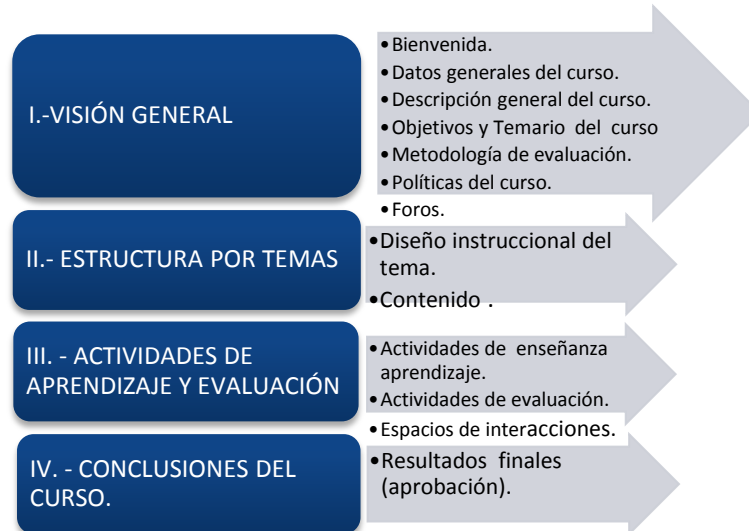 I.-VISIÓN GENERAL
•Bienvenida.
•Datos generales del curso.
•Descripción general del curso.
•Objetivos y Temario del curso
•Metodología de evaluación.
•Políticas del curso.
•Foros.
II.- ESTRUCTURA POR TEMAS
•Diseño instruccional del
tema.
•Contenido .
III. - ACTIVIDADES DE
APRENDIZAJE Y EVALUACIÓN
•Actividades de enseñanza
aprendizaje.
•Actividades de evaluación.
•Espacios de interacciones.
IV. - CONCLUSIONES DEL
CURSO.
•Resultados finales
(aprobación).